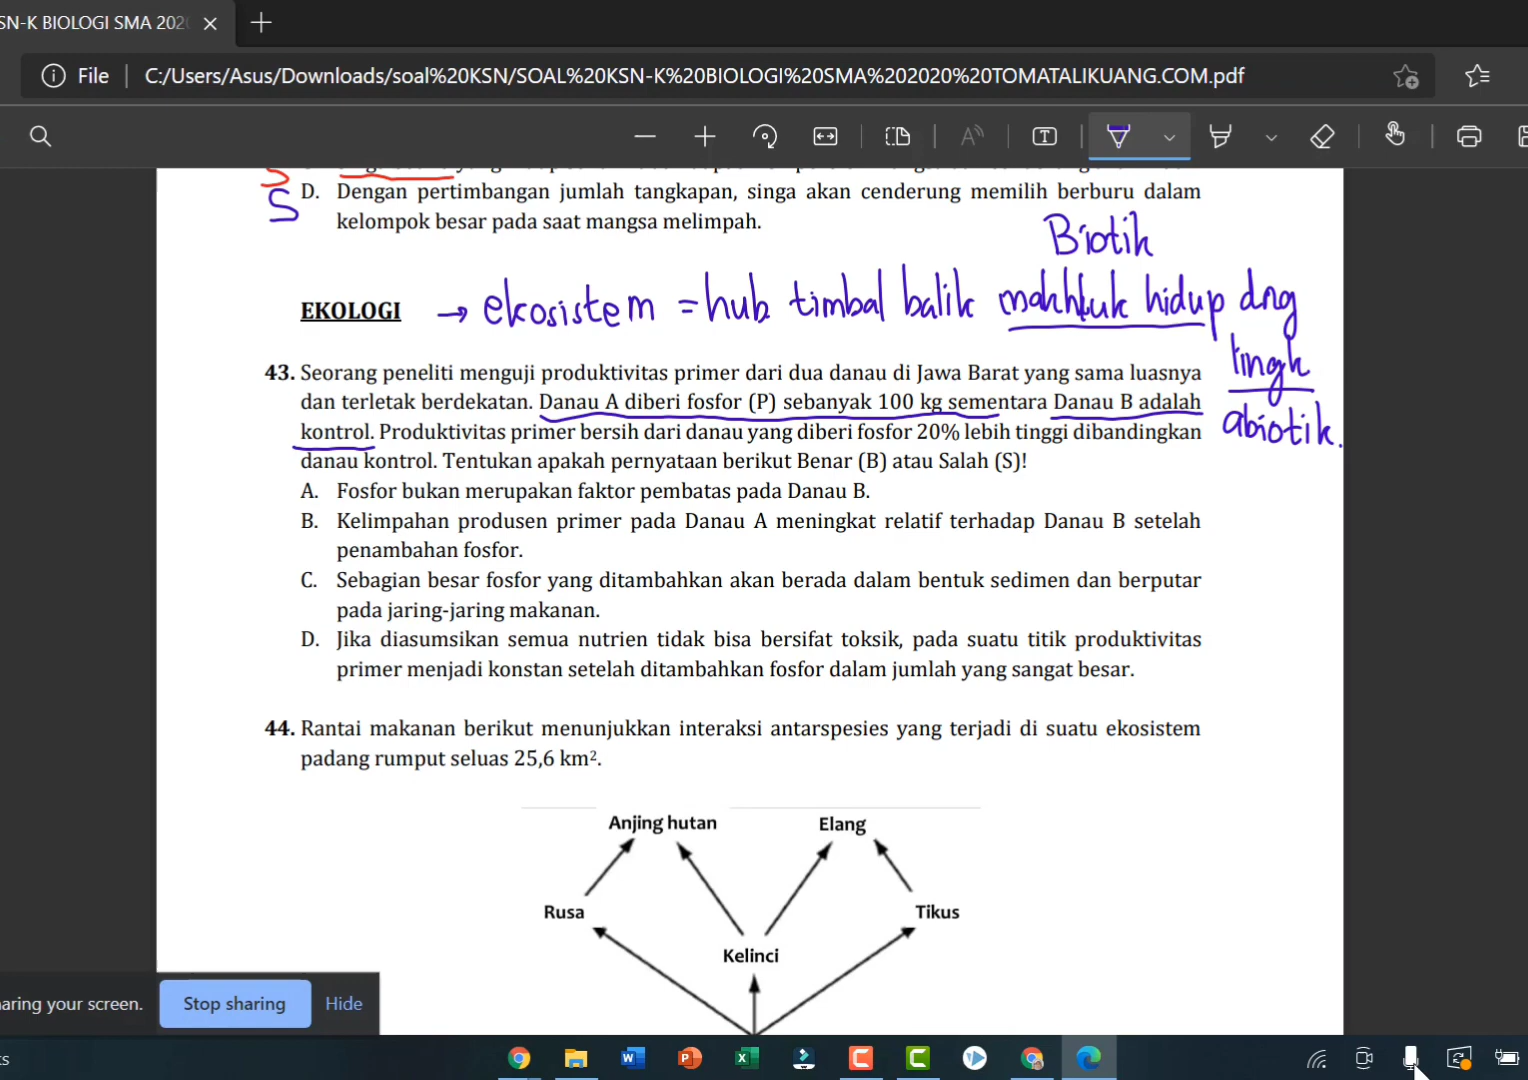 SN-K BIOLOGI SMA 202
File
C:/Users/Asus/Downloads/soal%20KSN/SOAL%20KSN-K%20BIOLOGI%20SMA%202020%20TOMATALIKUANG.COM.pdf
S D. Dengan pertimbangan jumlah tangkapan, singa akan cenderung memilih berburu dalam
kelompok besar pada saat mangsa melimpah.
Biotik
EKOLOGI → ekosistem = hub timbal balik makhluk hidup dng
tingk
abiotik.
43. Seorang peneliti menguji produktivitas primer dari dua danau di Jawa Barat yang sama luasnya
dan terletak berdekatan. Danau A diberi fosfor (P) sebanyak 100 kg sementara Danau B adalah
kontrol. Produktivitas primer bersih dari danau yang diberi fosfor 20% lebih tinggi dibandingkan
danau kontrol. Tentukan apakah pernyataan berikut Benar (B) atau Salah (S)!
A. Fosfor bukan merupakan faktor pembatas pada Danau B.
B. Kelimpahan produsen primer pada Danau A meningkat relatif terhadap Danau B setelah
penambahan fosfor.
C. Sebagian besar fosfor yang ditambahkan akan berada dalam bentuk sedimen dan berputar
pada jaring-jaring makanan.
D. Jika diasumsikan semua nutrien tidak bisa bersifat toksik, pada suatu titik produktivitas
primer menjadi konstan setelah ditambahkan fosfor dalam jumlah yang sangat besar.
44. Rantai makanan berikut menunjukkan interaksi antarspesies yang terjadi di suatu ekosistem
padang rumput seluas 25,6 km².
Anjing hutan Elang
Rusa Tikus
Kelinci
aring your screen. Stop sharing Hide